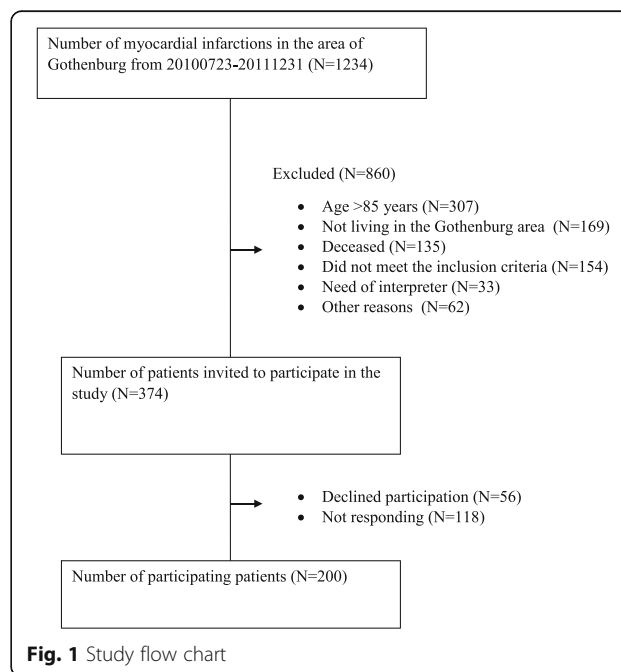 Number of myocardial infarctions in the area of
Gothenburg from 20100723-20111231 (N=1234)
Excluded (N=860)
• Age >85 years (N=307)
• Not living in the Gothenburg area (N=169)
• Deceased (N=135)
• Did not meet the inclusion criteria (N=154)
• Need of interpreter (N=33)
• Other reasons (N=62)
Number of patients invited to participate in the
study (N=374)
• Declined participation (N=56)
• Not responding (N=118)
Number of participating patients (N=200)
Fig. 1 Study flow chart